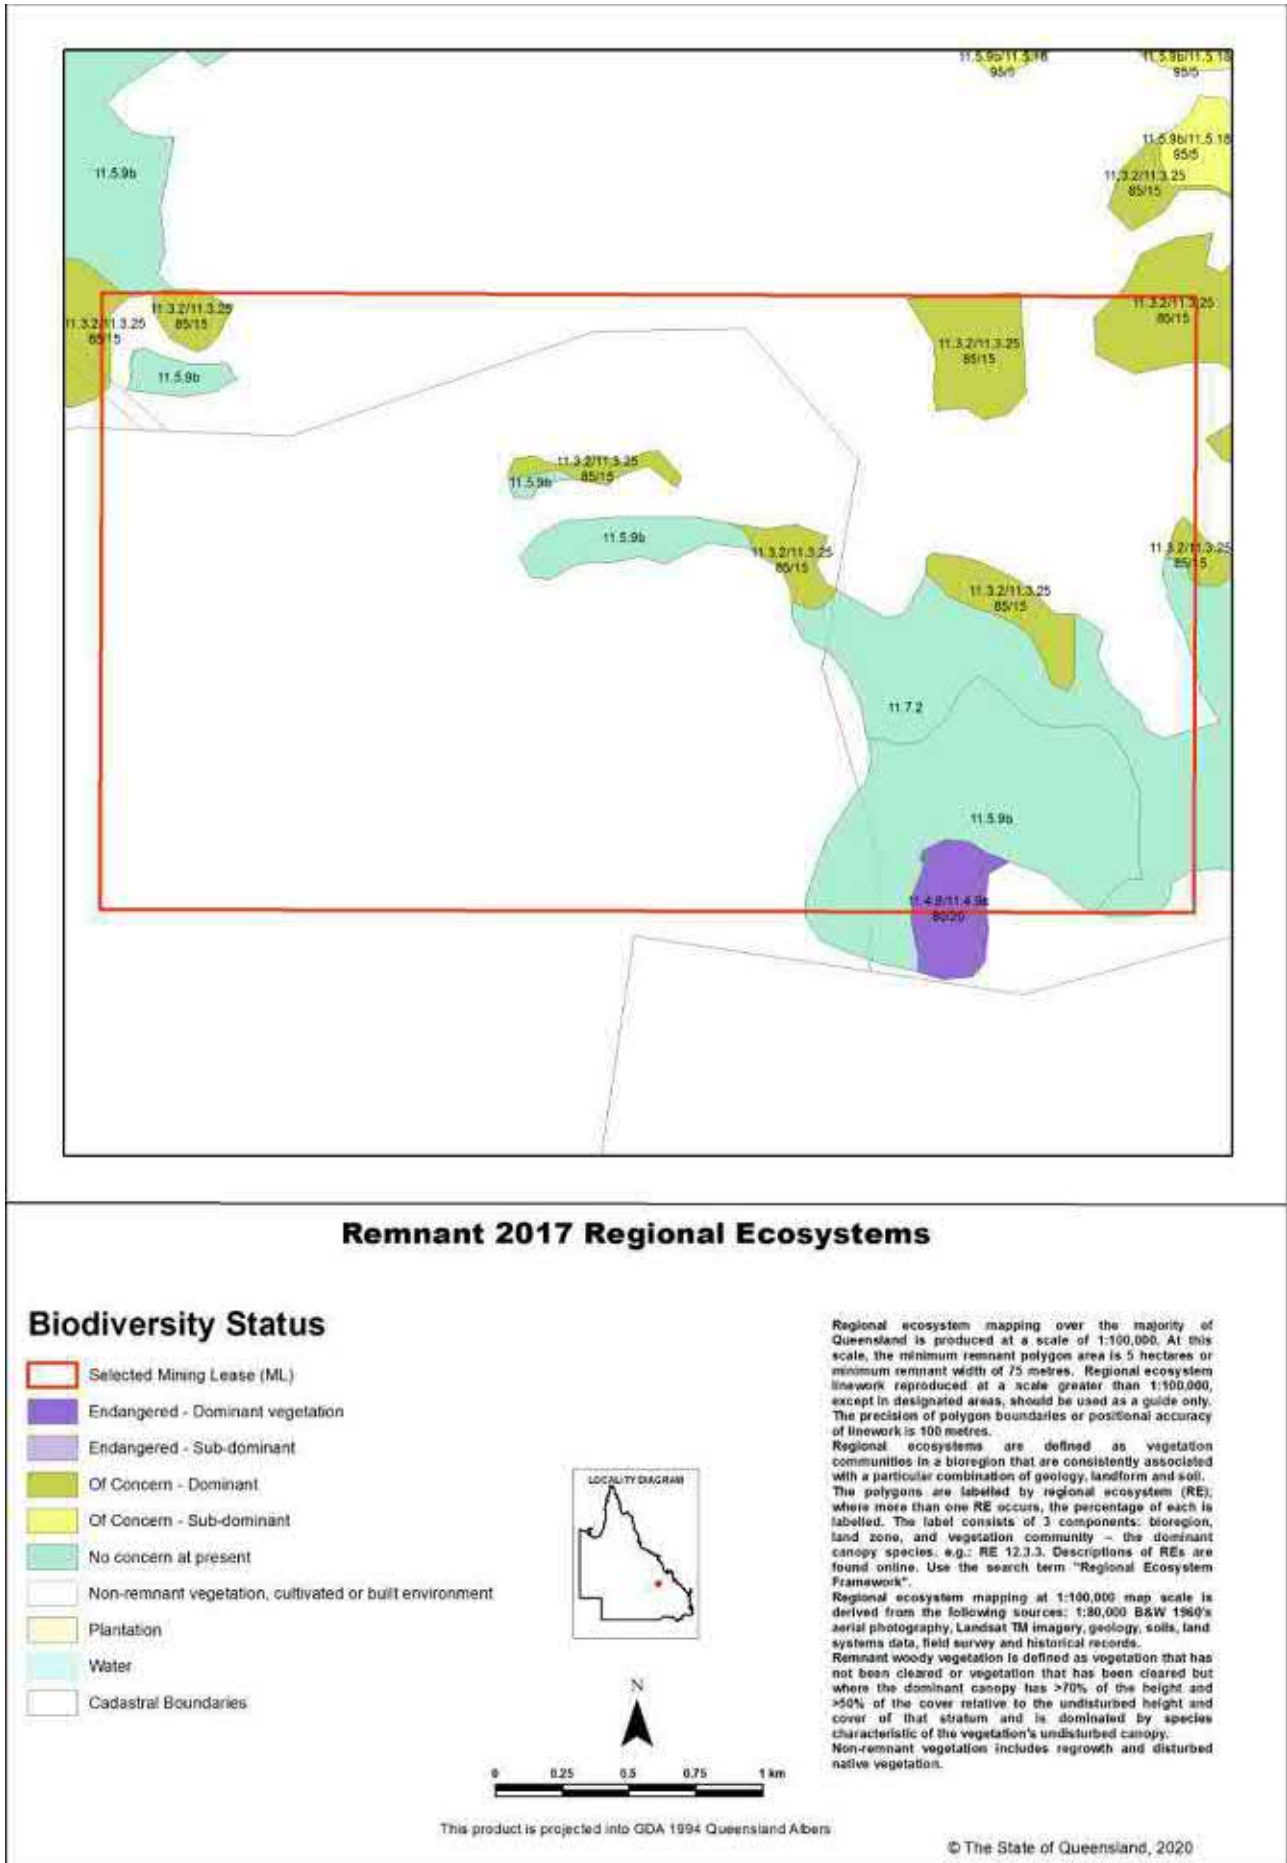 11.5.9b/11.5.18
95/5
11.5.9b/11.5.18
95/5
11.5.9b/11.5.18
95/5
11.5.9b
11.3.2/11.3.25
85/15
11.3.2/11.3.25
85/15
11.3.2/11.3.25
85/15
11.3.2/11.3.25
85/15
11.3.2/11.3.25
85/15
11.5.9b
11.3.2/11.3.25
85/15
11.5.9b
11.5.9b
11.3.2/11.3.25
85/15
11.3.2/11.3.25
85/15
11.3.2/11.3.25
85/15
11.7.2
11.5.9b
80/20
Remnant 2017 Regional Ecosystems
Biodiversity Status
Selected Mining Lease (ML)
Endangered - Dominant vegetation
Endangered - Sub-dominant
Of Concern - Dominant
Of Concern - Sub-dominant
No concern at present
Non-remnant vegetation, cultivated or built environment
Plantation
Water
Cadastral Boundaries
LOCALITY DIAGRAM
N
0 0.25 0.5 0.75 1 km
This product is projected into GDA 1994 Queensland Albers
Regional ecosystem mapping over the majority of
Queensland is produced at a scale of 1:100,000. At this
scale, the minimum remnant polygon area is 5 hectares or
minimum remnant width of 75 metres. Regional ecosystem
linework reproduced at a scale greater than 1:100,000,
except in designated areas, should be used as a guide only.
The precision of polygon boundaries or positional accuracy
of linework is 100 metres.
Regional ecosystems are defined as vegetation
communities in a bioregion that are consistently associated
with a particular combination of geology, landform and soil.
The polygons are labelled by regional ecosystem (RE);
where more than one RE occurs, the percentage of each is
labelled. The label consists of 3 components: bioregion,
land zone, and vegetation community – the dominant
canopy species. e.g.: RE 12.3.3. Descriptions of REs are
found online. Use the search term "Regional Ecosystem
Framework".
Regional ecosystem mapping at 1:100,000 map scale is
derived from the following sources: 1:80,000 B&W 1960's
aerial photography, Landsat TM imagery, geology, soils, land
systems data, field survey and historical records.
Remnant woody vegetation is defined as vegetation that has
not been cleared or vegetation that has been cleared but
where the dominant canopy has >70% of the height and
>50% of the cover relative to the undisturbed height and
cover of that stratum and is dominated by species
characteristic of the vegetation's undisturbed canopy.
Non-remnant vegetation includes regrowth and disturbed
native vegetation.
© The State of Queensland, 2020